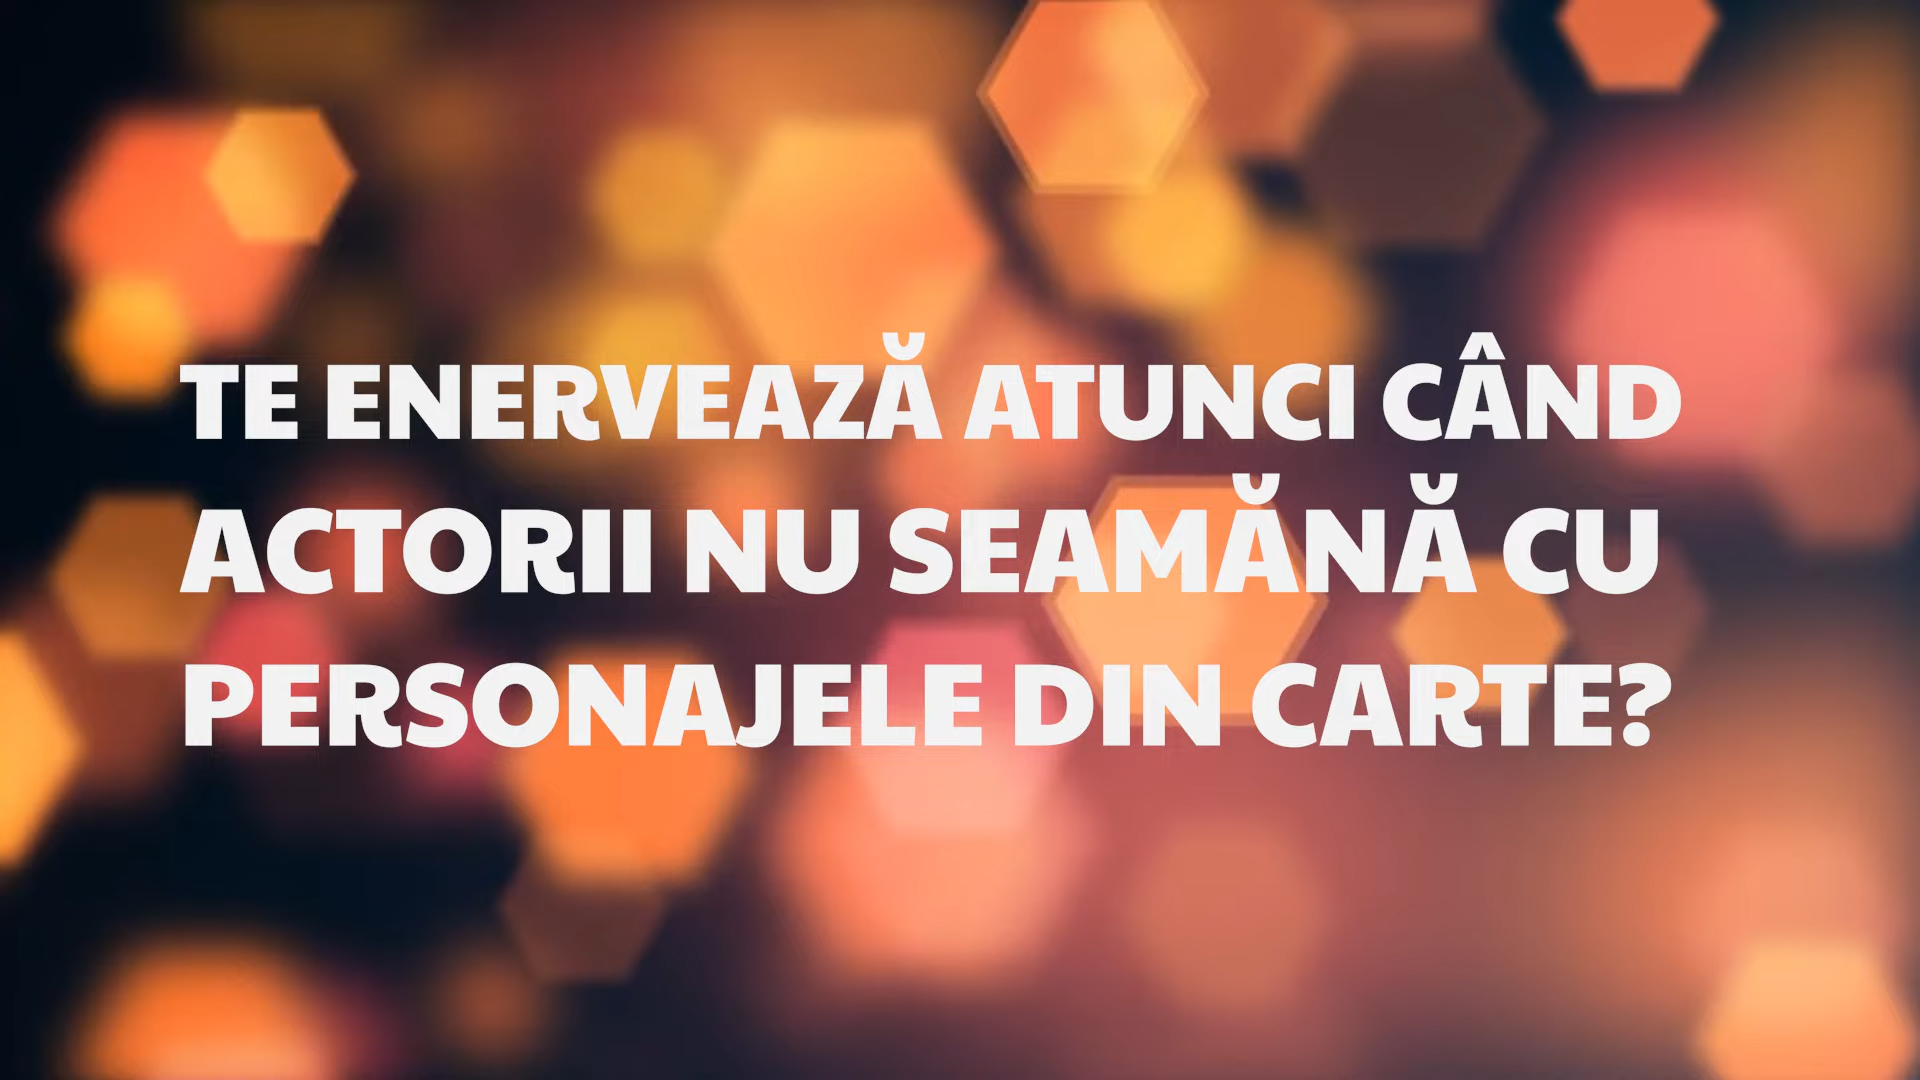 TE ENERVEAZĂ ATUNCI CÂND
ACTORII NU SEAMĂNĂ CU
PERSONAJELE DIN CARTE?